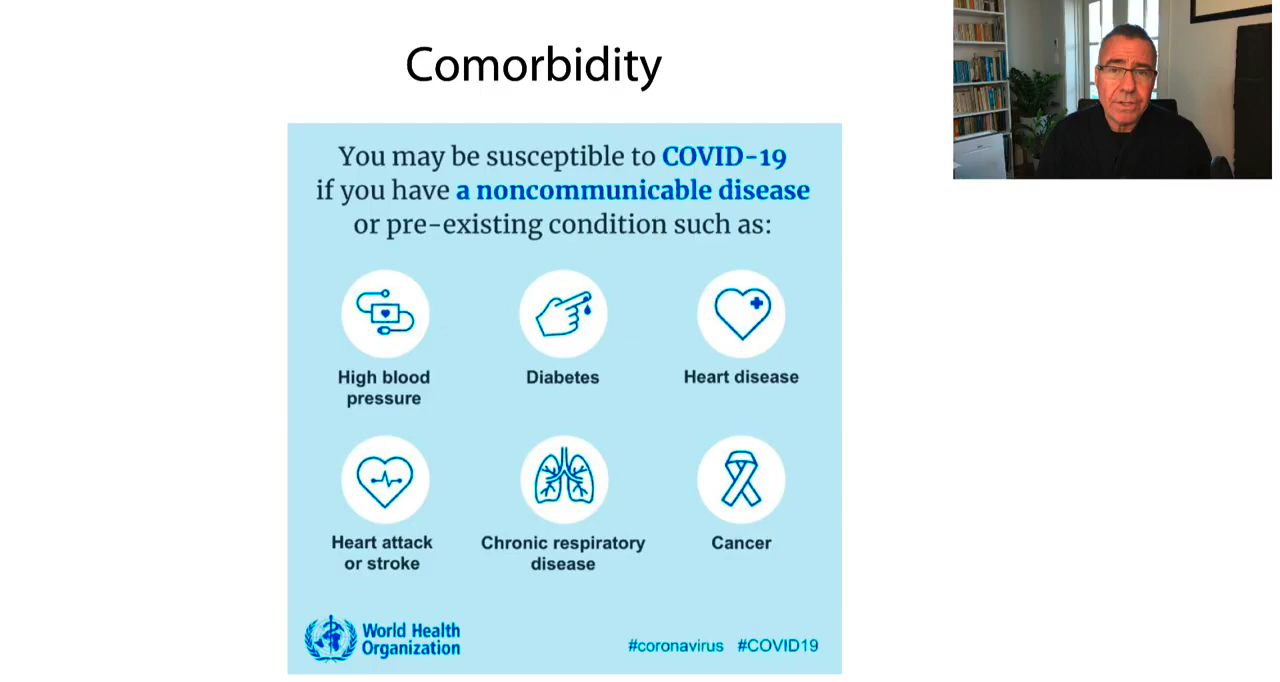 Comorbidity
You may be susceptible to COVID-19
if you have a noncommunicable disease
or pre-existing condition such as:
High blood
pressure
Diabetes
Heart disease
Heart attack
or stroke
Chronic respiratory
disease
Cancer
World Health
Organization
#coronavirus #COVID19